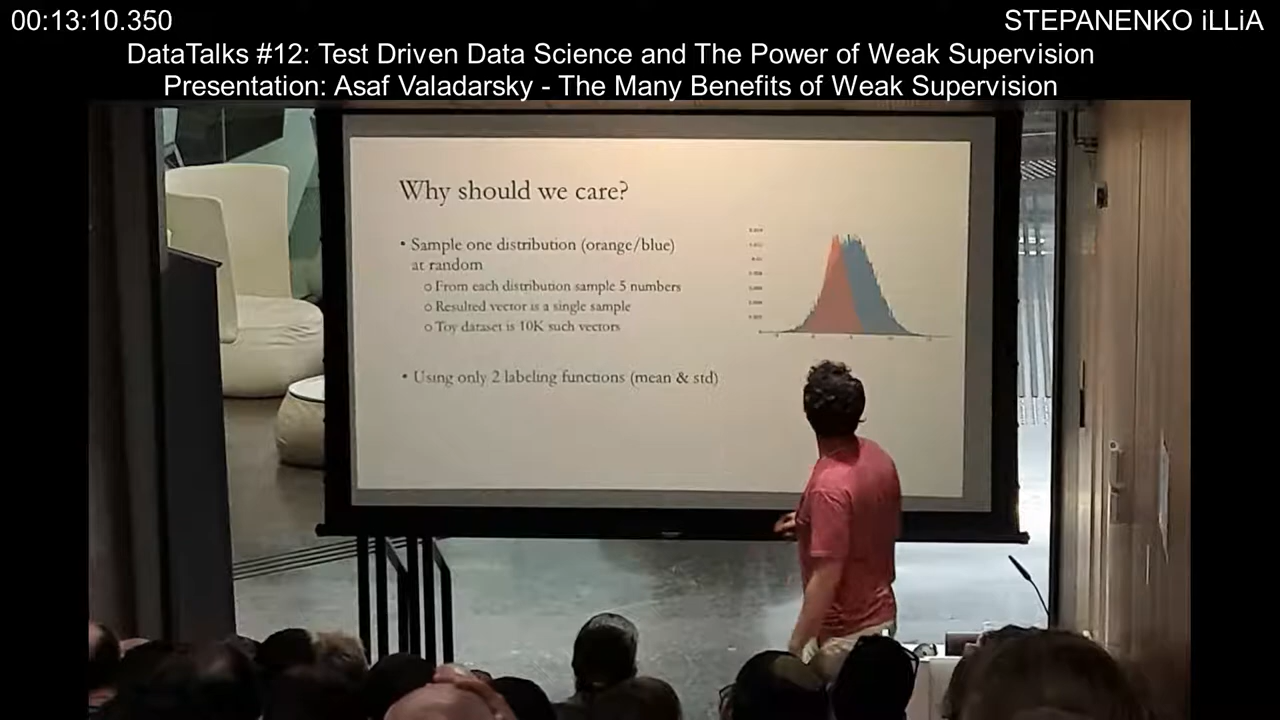 00:13:10.350
STEPANENKO iLLiA
DataTalks #12: Test Driven Data Science and The Power of Weak Supervision
Presentation: Asaf Valadarsky - The Many Benefits of Weak Supervision
Why should we care?
• Sample one distribution (orange/blue)
at random
o From each distribution sample 5 numbers
o Resulted vector is a single sample
o Toy dataset is 10K such vectors
• Using only 2 labeling functions (mean & std)